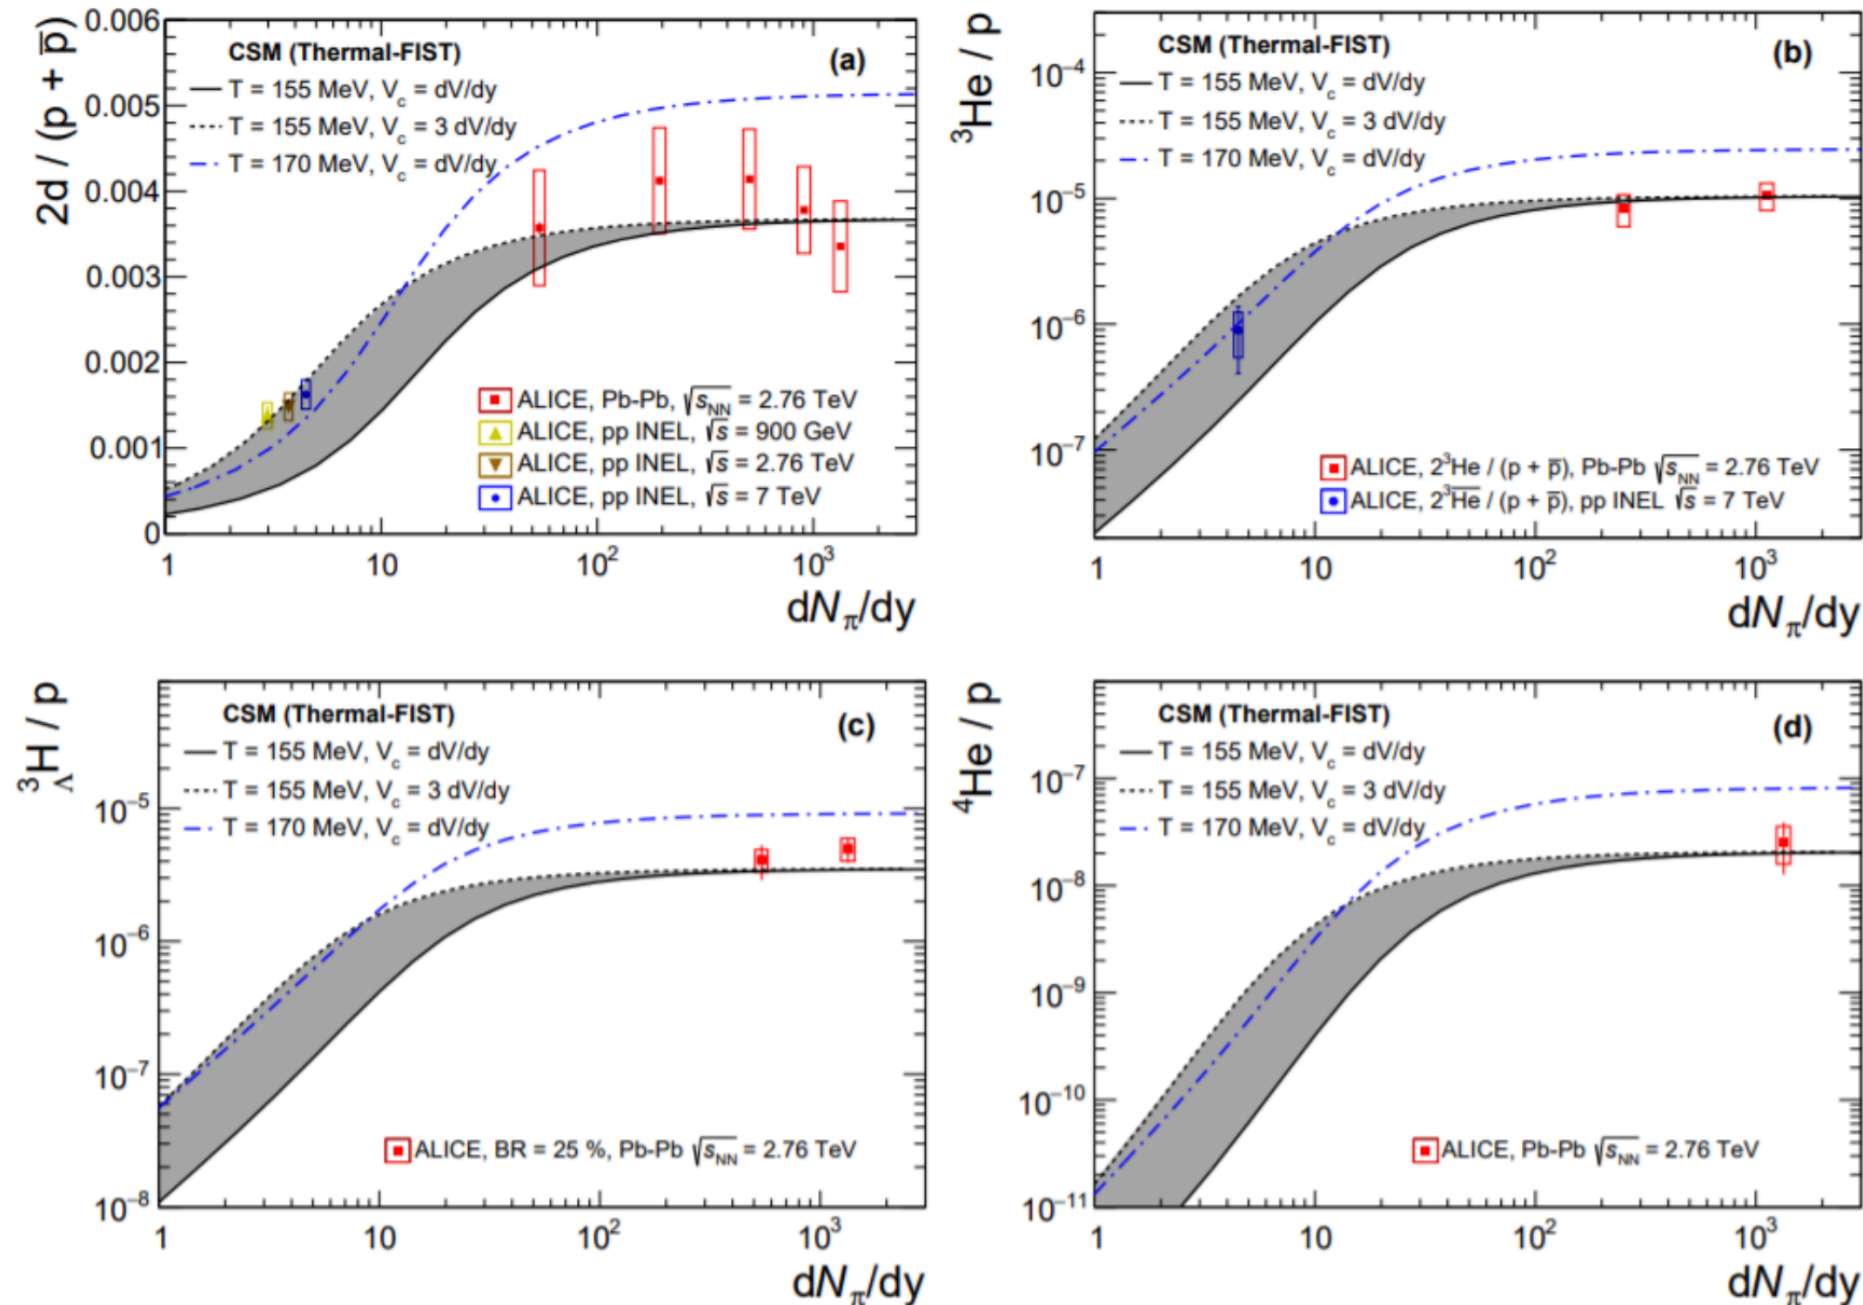 2d / (p + p̅)
0.006
0.005
0.004
0.003
0.002
0.001
0
CSM (Thermal-FIST)
(a)
T = 155 MeV, V_c = dV/dy
T = 155 MeV, V_c = 3 dV/dy
T = 170 MeV, V_c = dV/dy
ALICE, Pb-Pb, √s_NN = 2.76 TeV
ALICE, pp INEL, √s = 900 GeV
ALICE, pp INEL, √s = 2.76 TeV
ALICE, pp INEL, √s = 7 TeV
1 10 10² 10³
dN_π/dy
³He / p
10⁻⁴
10⁻⁵
10⁻⁶
10⁻⁷
CSM (Thermal-FIST)
(b)
T = 155 MeV, V_c = dV/dy
T = 155 MeV, V_c = 3 dV/dy
T = 170 MeV, V_c = dV/dy
ALICE, 2³He / (p + p̅), Pb-Pb √s_NN = 2.76 TeV
ALICE, 2³H̅e̅ / (p + p̅), pp INEL √s = 7 TeV
1 10 10² 10³
dN_π/dy
³_ΛH / p
10⁻⁵
10⁻⁶
10⁻⁷
10⁻⁸
CSM (Thermal-FIST)
(c)
T = 155 MeV, V_c = dV/dy
T = 155 MeV, V_c = 3 dV/dy
T = 170 MeV, V_c = dV/dy
ALICE, BR = 25 %, Pb-Pb √s_NN = 2.76 TeV
1 10 10² 10³
dN_π/dy
⁴He / p
10⁻⁷
10⁻⁸
10⁻⁹
10⁻¹⁰
10⁻¹¹
CSM (Thermal-FIST)
(d)
T = 155 MeV, V_c = dV/dy
T = 155 MeV, V_c = 3 dV/dy
T = 170 MeV, V_c = dV/dy
ALICE, Pb-Pb √s_NN = 2.76 TeV
1 10 10² 10³
dN_π/dy